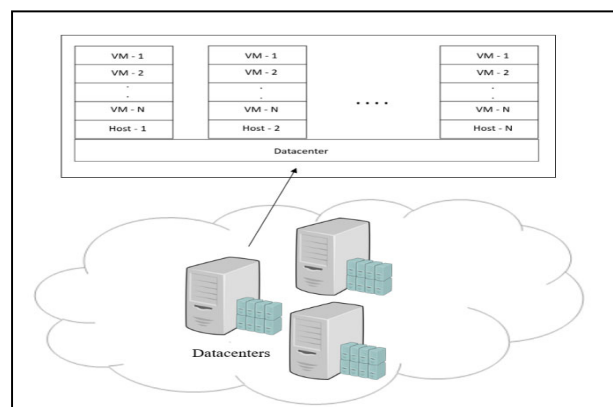 VM - 1 VM - 1 VM - 1
VM - 2 VM - 2 VM - 2
. . .
. . . . . . .
VM - N VM - N VM - N
Host - 1 Host - 2 Host - N
Datacenter
Datacenters